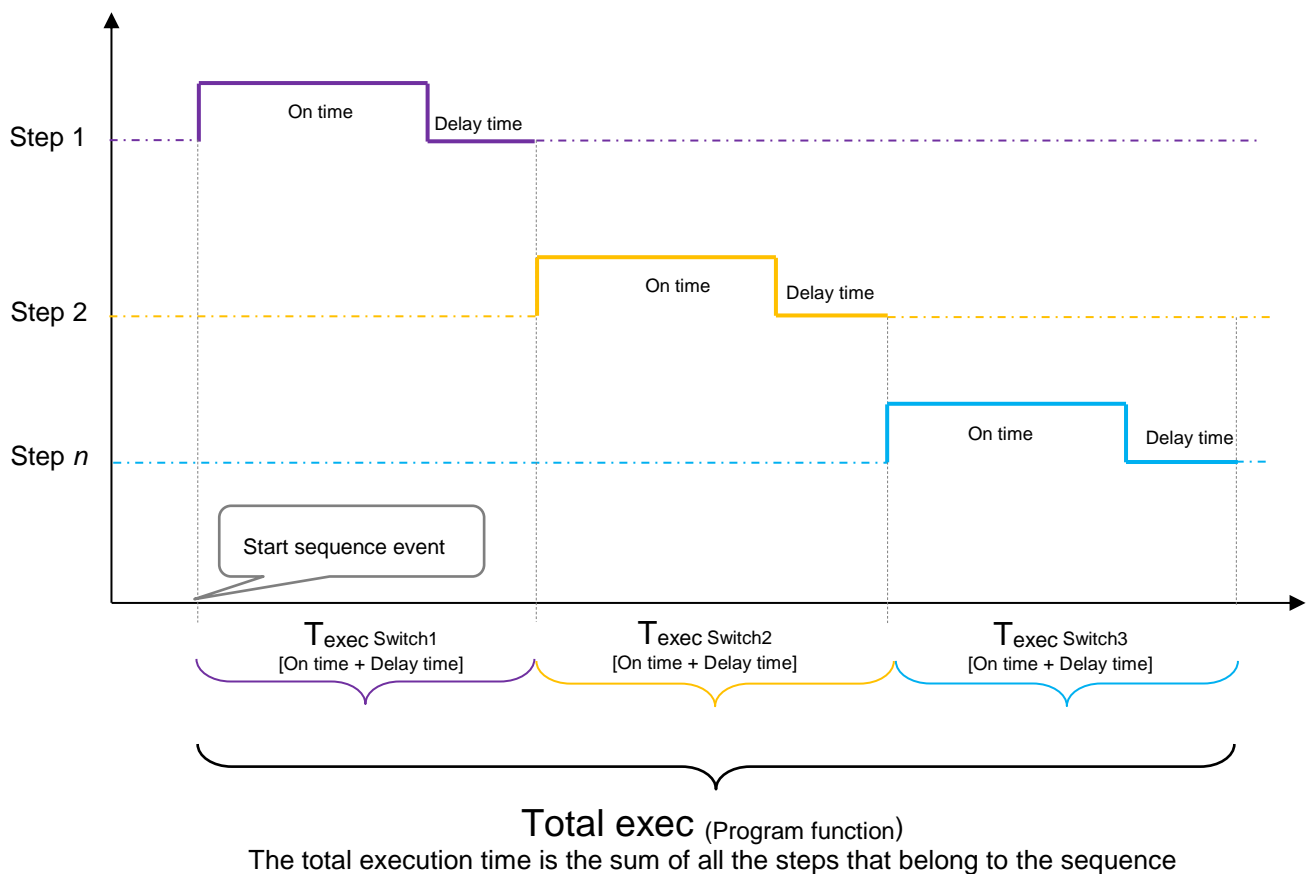 On time
Delay time
Step 1
On time
Delay time
Step 2
On time
Delay time
Step n
Start sequence event
Texec Switch1
[On time + Delay time]
Texec Switch2
[On time + Delay time]
Texec Switch3
[On time + Delay time]
Total exec (Program function)
The total execution time is the sum of all the steps that belong to the sequence